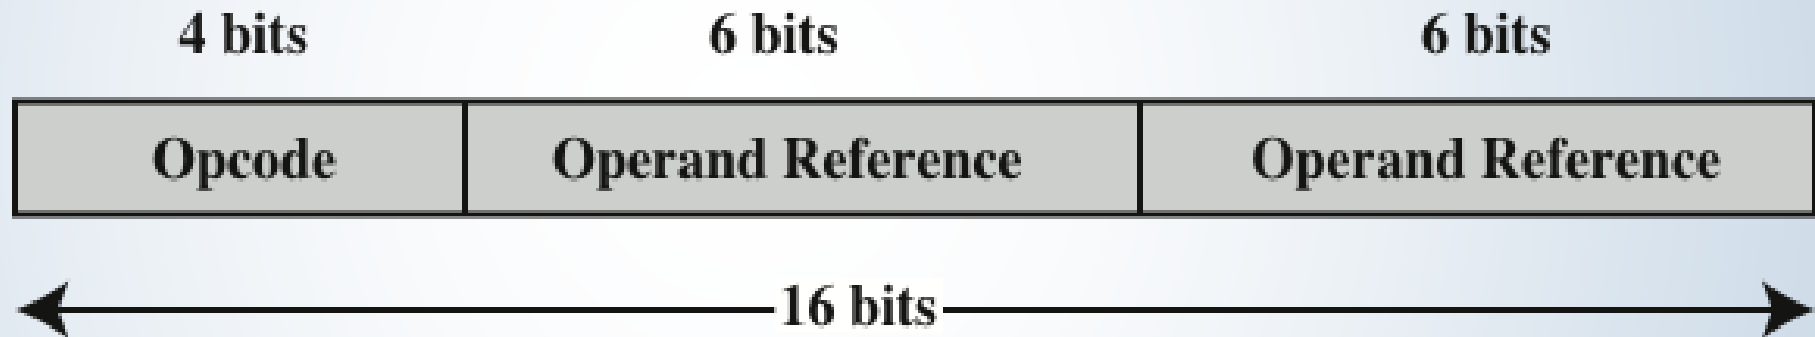 4 bits 6 bits 6 bits
Opcode Operand Reference Operand Reference
16 bits